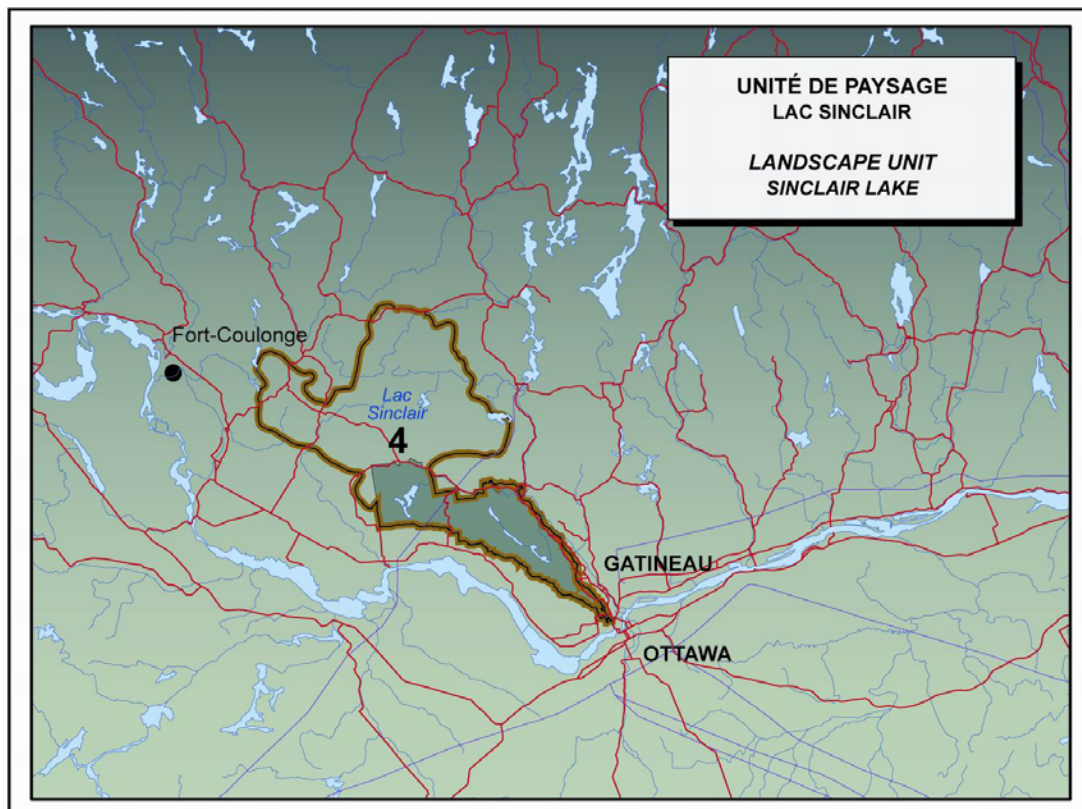 UNITÉ DE PAYSAGE
LAC SINCLAIR
LANDSCAPE UNIT
SINCLAIR LAKE
Fort-Coulonge
Lac
Sinclair
4
GATINEAU
OTTAWA